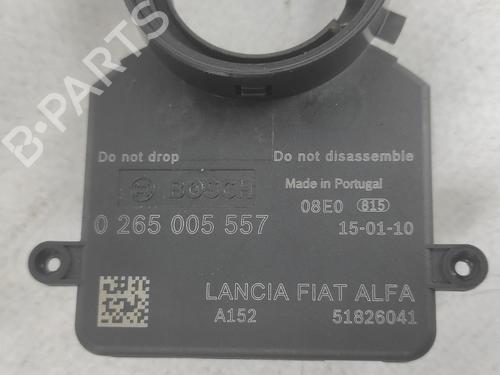 B-PARTS
Do not drop
Do not disassemble
BOSCH
Made in Portugal
08E0 815
0 265 005 557
15-01-10
LANCIA FIAT ALFA
A152
51826041